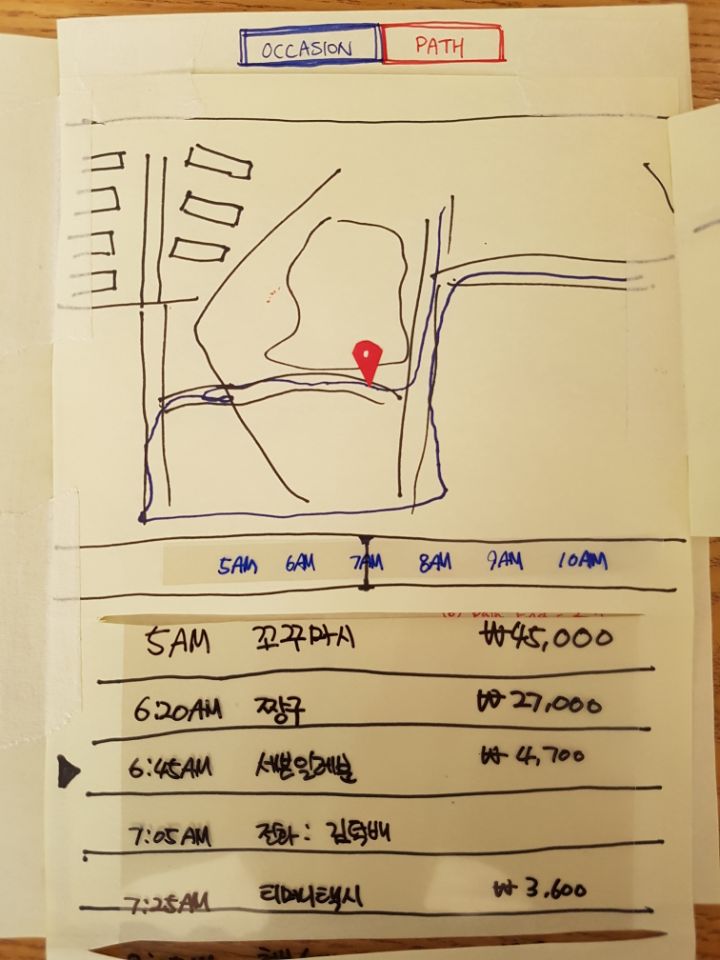 OCCASION PATH
5AM 6AM 7AM 8AM 9AM 10AM
5AM 꼬꾸마시 ₩45,000
6:20AM 짱구 ₩27,000
6:45AM 세븐일레븐 ₩4,700
7:05AM 전화: 김턱배
7:25AM 티머니택시 ₩3,600